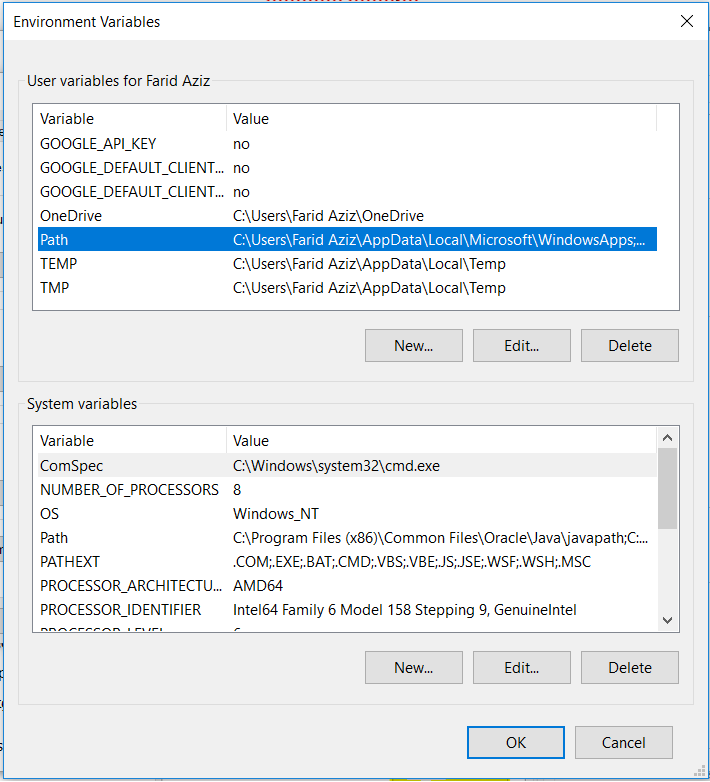 Environment Variables
User variables for Farid Aziz
Variable Value
GOOGLE_API_KEY no
GOOGLE_DEFAULT_CLIENT... no
GOOGLE_DEFAULT_CLIENT... no
OneDrive C:\Users\Farid Aziz\OneDrive
Path C:\Users\Farid Aziz\AppData\Local\Microsoft\WindowsApps;...
TEMP C:\Users\Farid Aziz\AppData\Local\Temp
TMP C:\Users\Farid Aziz\AppData\Local\Temp
New... Edit... Delete
System variables
Variable Value
ComSpec C:\Windows\system32\cmd.exe
NUMBER_OF_PROCESSORS 8
OS Windows_NT
Path C:\Program Files (x86)\Common Files\Oracle\Java\javapath;C:...
PATHEXT .COM;.EXE;.BAT;.CMD;.VBS;.VBE;.JS;.JSE;.WSF;.WSH;.MSC
PROCESSOR_ARCHITECTU... AMD64
PROCESSOR_IDENTIFIER Intel64 Family 6 Model 158 Stepping 9, GenuineIntel
New... Edit... Delete
OK Cancel